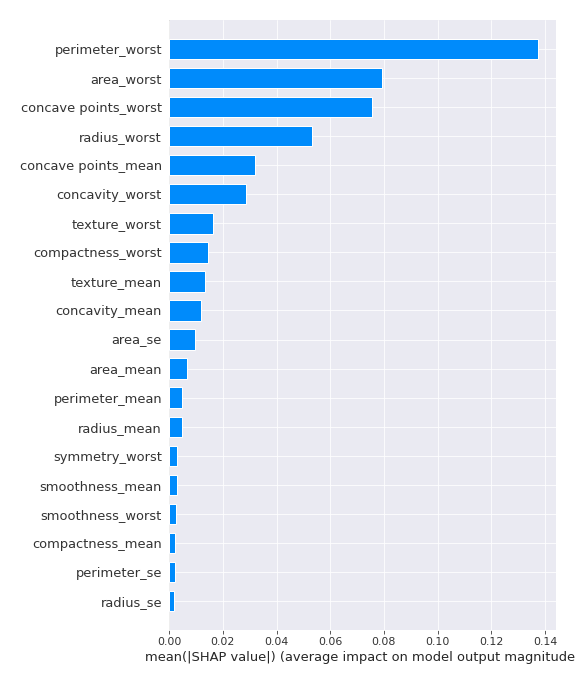 perimeter_worst
area_worst
concave points_worst
radius_worst
concave points_mean
concavity_worst
texture_worst
compactness_worst
texture_mean
concavity_mean
area_se
area_mean
perimeter_mean
radius_mean
symmetry_worst
smoothness_mean
smoothness_worst
compactness_mean
perimeter_se
radius_se
0.00 0.02 0.04 0.06 0.08 0.10 0.12 0.14
mean(|SHAP value|) (average impact on model output magnitude